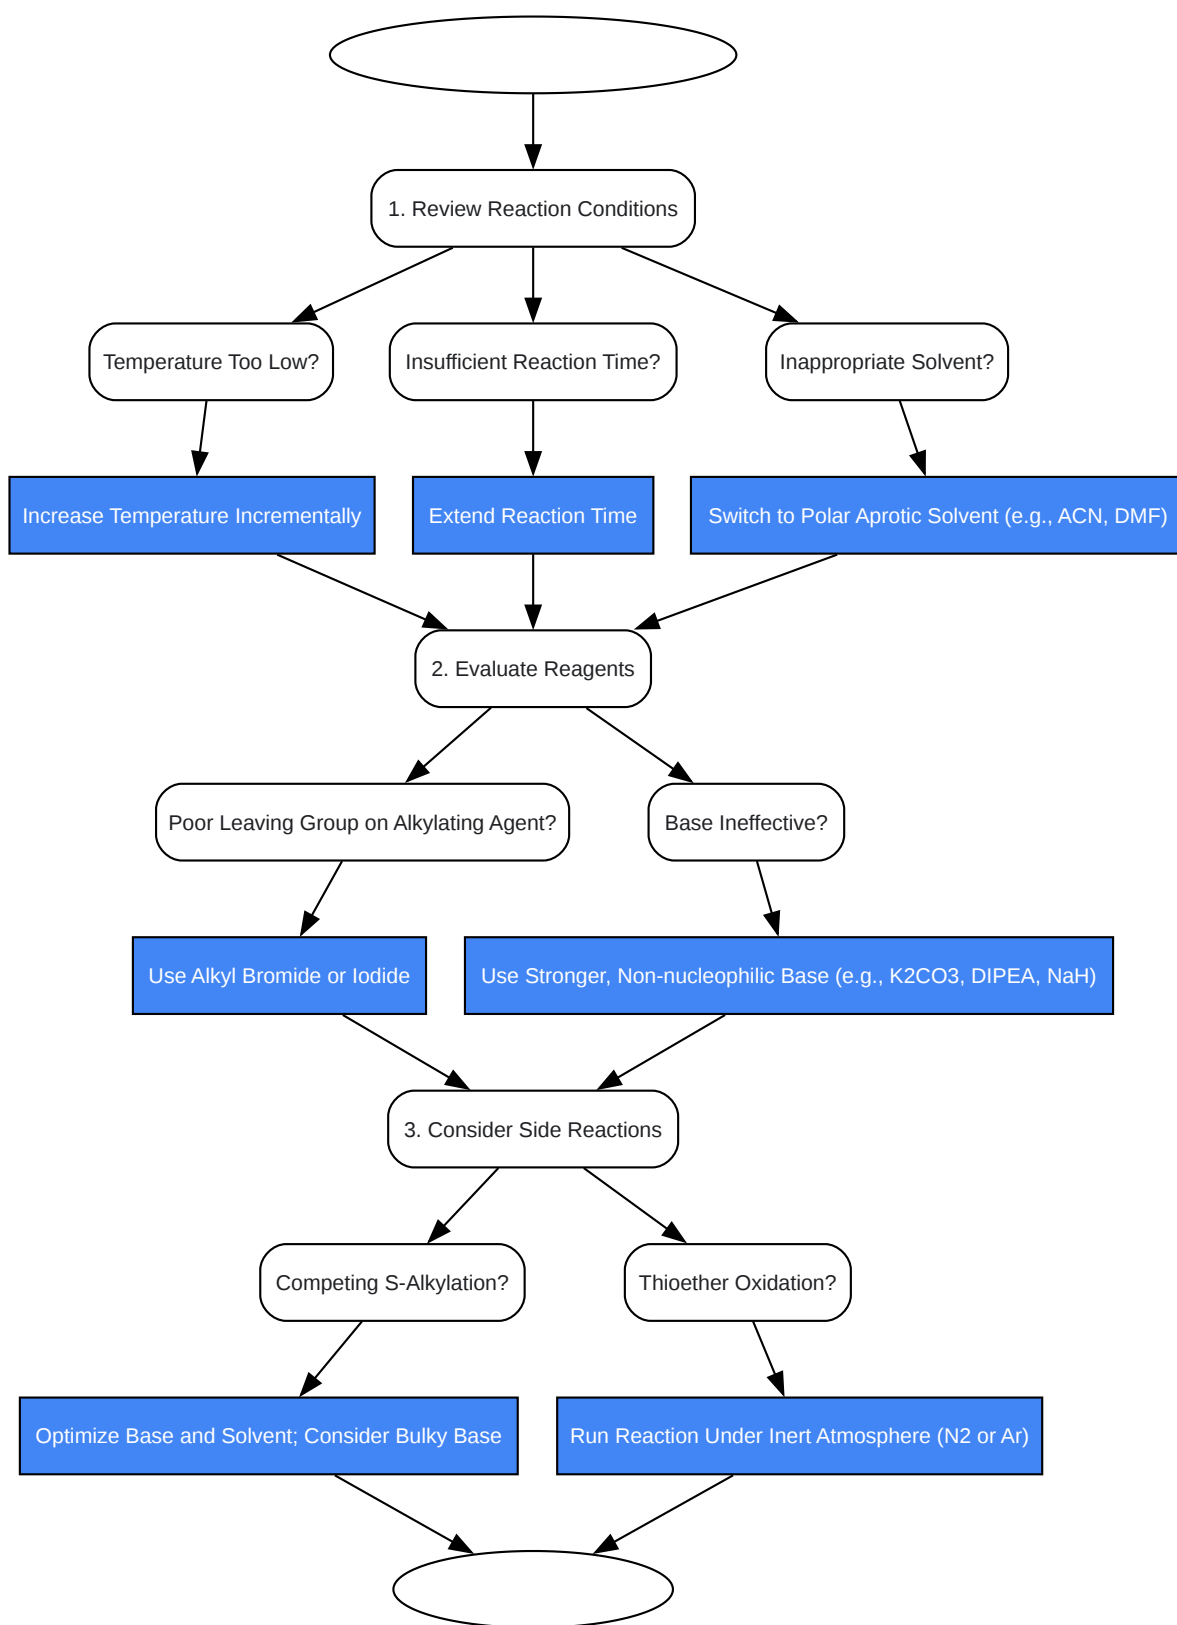 1. Review Reaction Conditions
Temperature Too Low?
Insufficient Reaction Time?
Inappropriate Solvent?
Increase Temperature Incrementally
Extend Reaction Time
Switch to Polar Aprotic Solvent (e.g., ACN, DMF)
2. Evaluate Reagents
Poor Leaving Group on Alkylating Agent?
Base Ineffective?
Use Alkyl Bromide or Iodide
Use Stronger, Non-nucleophilic Base (e.g., K2CO3, DIPEA, NaH)
3. Consider Side Reactions
Competing S-Alkylation?
Thioether Oxidation?
Optimize Base and Solvent; Consider Bulky Base
Run Reaction Under Inert Atmosphere (N2 or Ar)